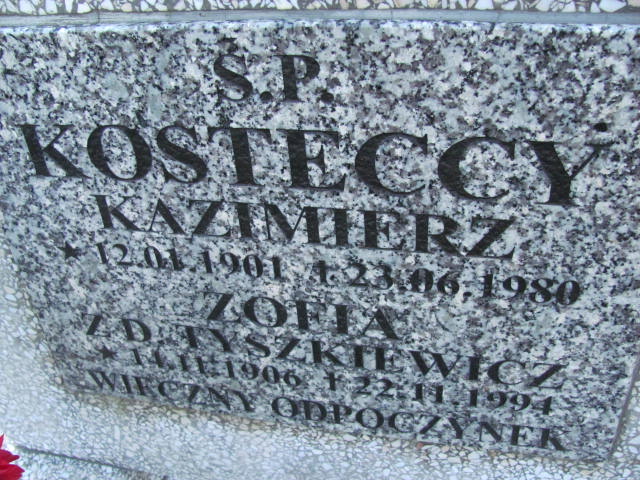 Ś.P.
KOSTECCY
KAZIMIERZ
★ 12.01.1901 † 23.06.1980
ZOFIA
Z D. TYSZKIEWICZ
★ 14.11.1906 † 22.11.1994
WIECZNY ODPOCZYNEK